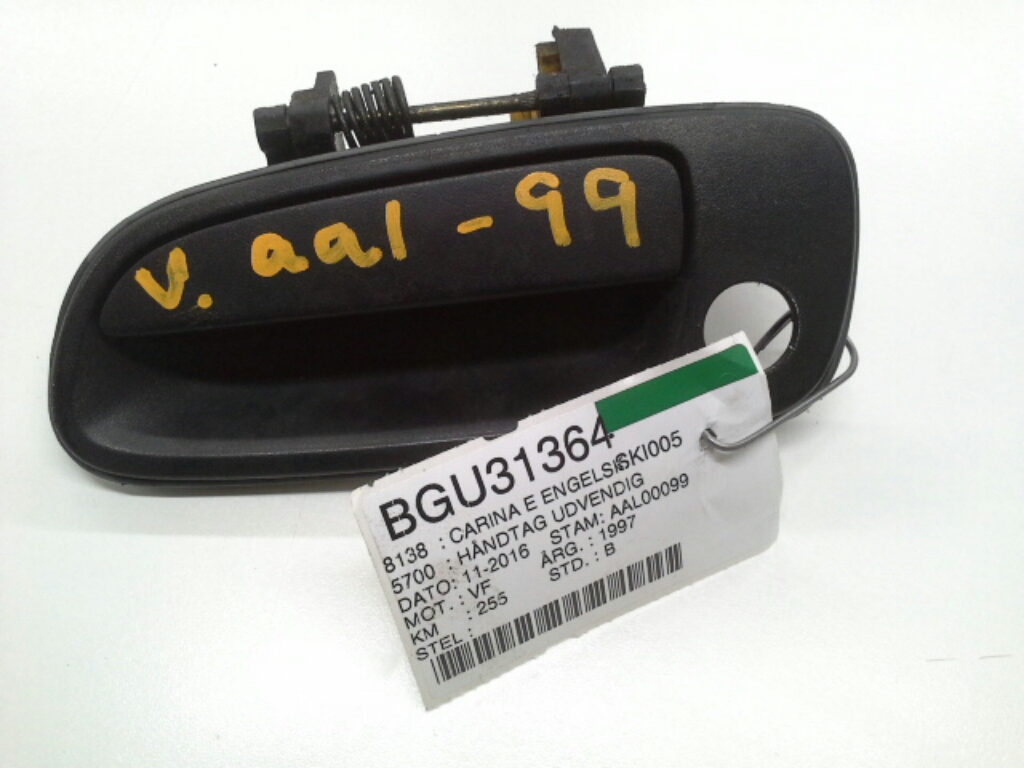 v. aal - 99
BGU31364
8138 : CARINA E ENGELSK SKI005
5700 : HÅNDTAG UDVENDIG
DATO: 11-2016 STAM: AAL00099
MOT. : VF ÅRG. : 1997
KM : 255 STD. : B
STEL :